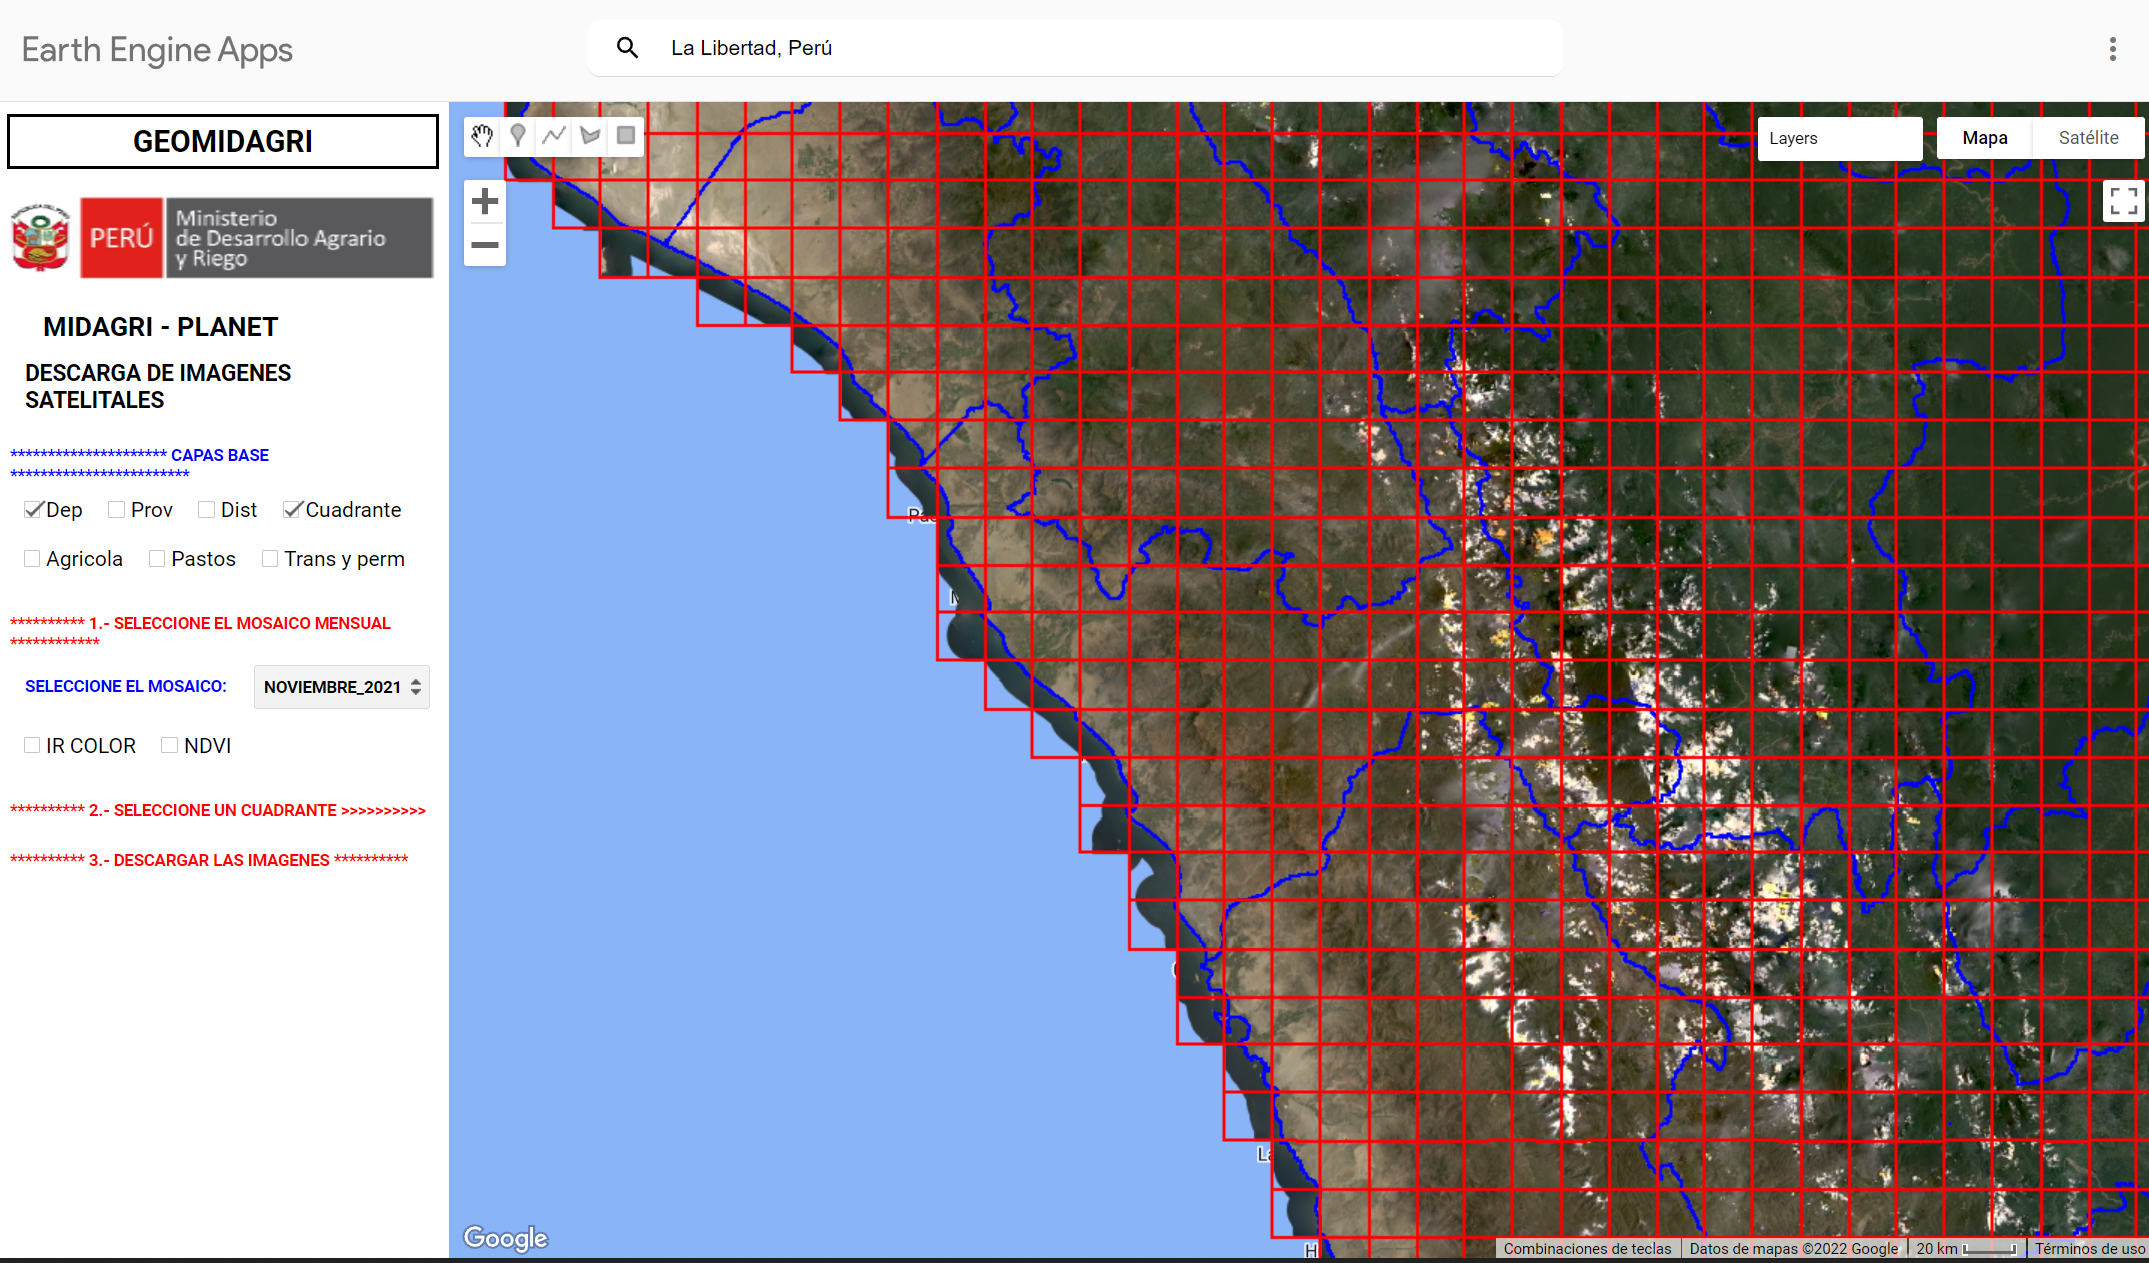 Earth Engine Apps
La Libertad, Perú
GEOMIDAGRI
PERÚ
Ministerio
de Desarrollo Agrario
y Riego
MIDAGRI - PLANET
DESCARGA DE IMAGENES
SATELITALES
********************* CAPAS BASE
************************
Dep Prov Dist Cuadrante
Agricola Pastos Trans y perm
********** 1.- SELECCIONE EL MOSAICO MENSUAL
************
SELECCIONE EL MOSAICO: NOVIEMBRE_2021
IR COLOR NDVI
********** 2.- SELECCIONE UN CUADRANTE >>>>>>>>>>
********** 3.- DESCARGAR LAS IMAGENES **********
Layers
Mapa Satélite
Google
Combinaciones de teclas Datos de mapas ©2022 Google 20 km Términos de uso